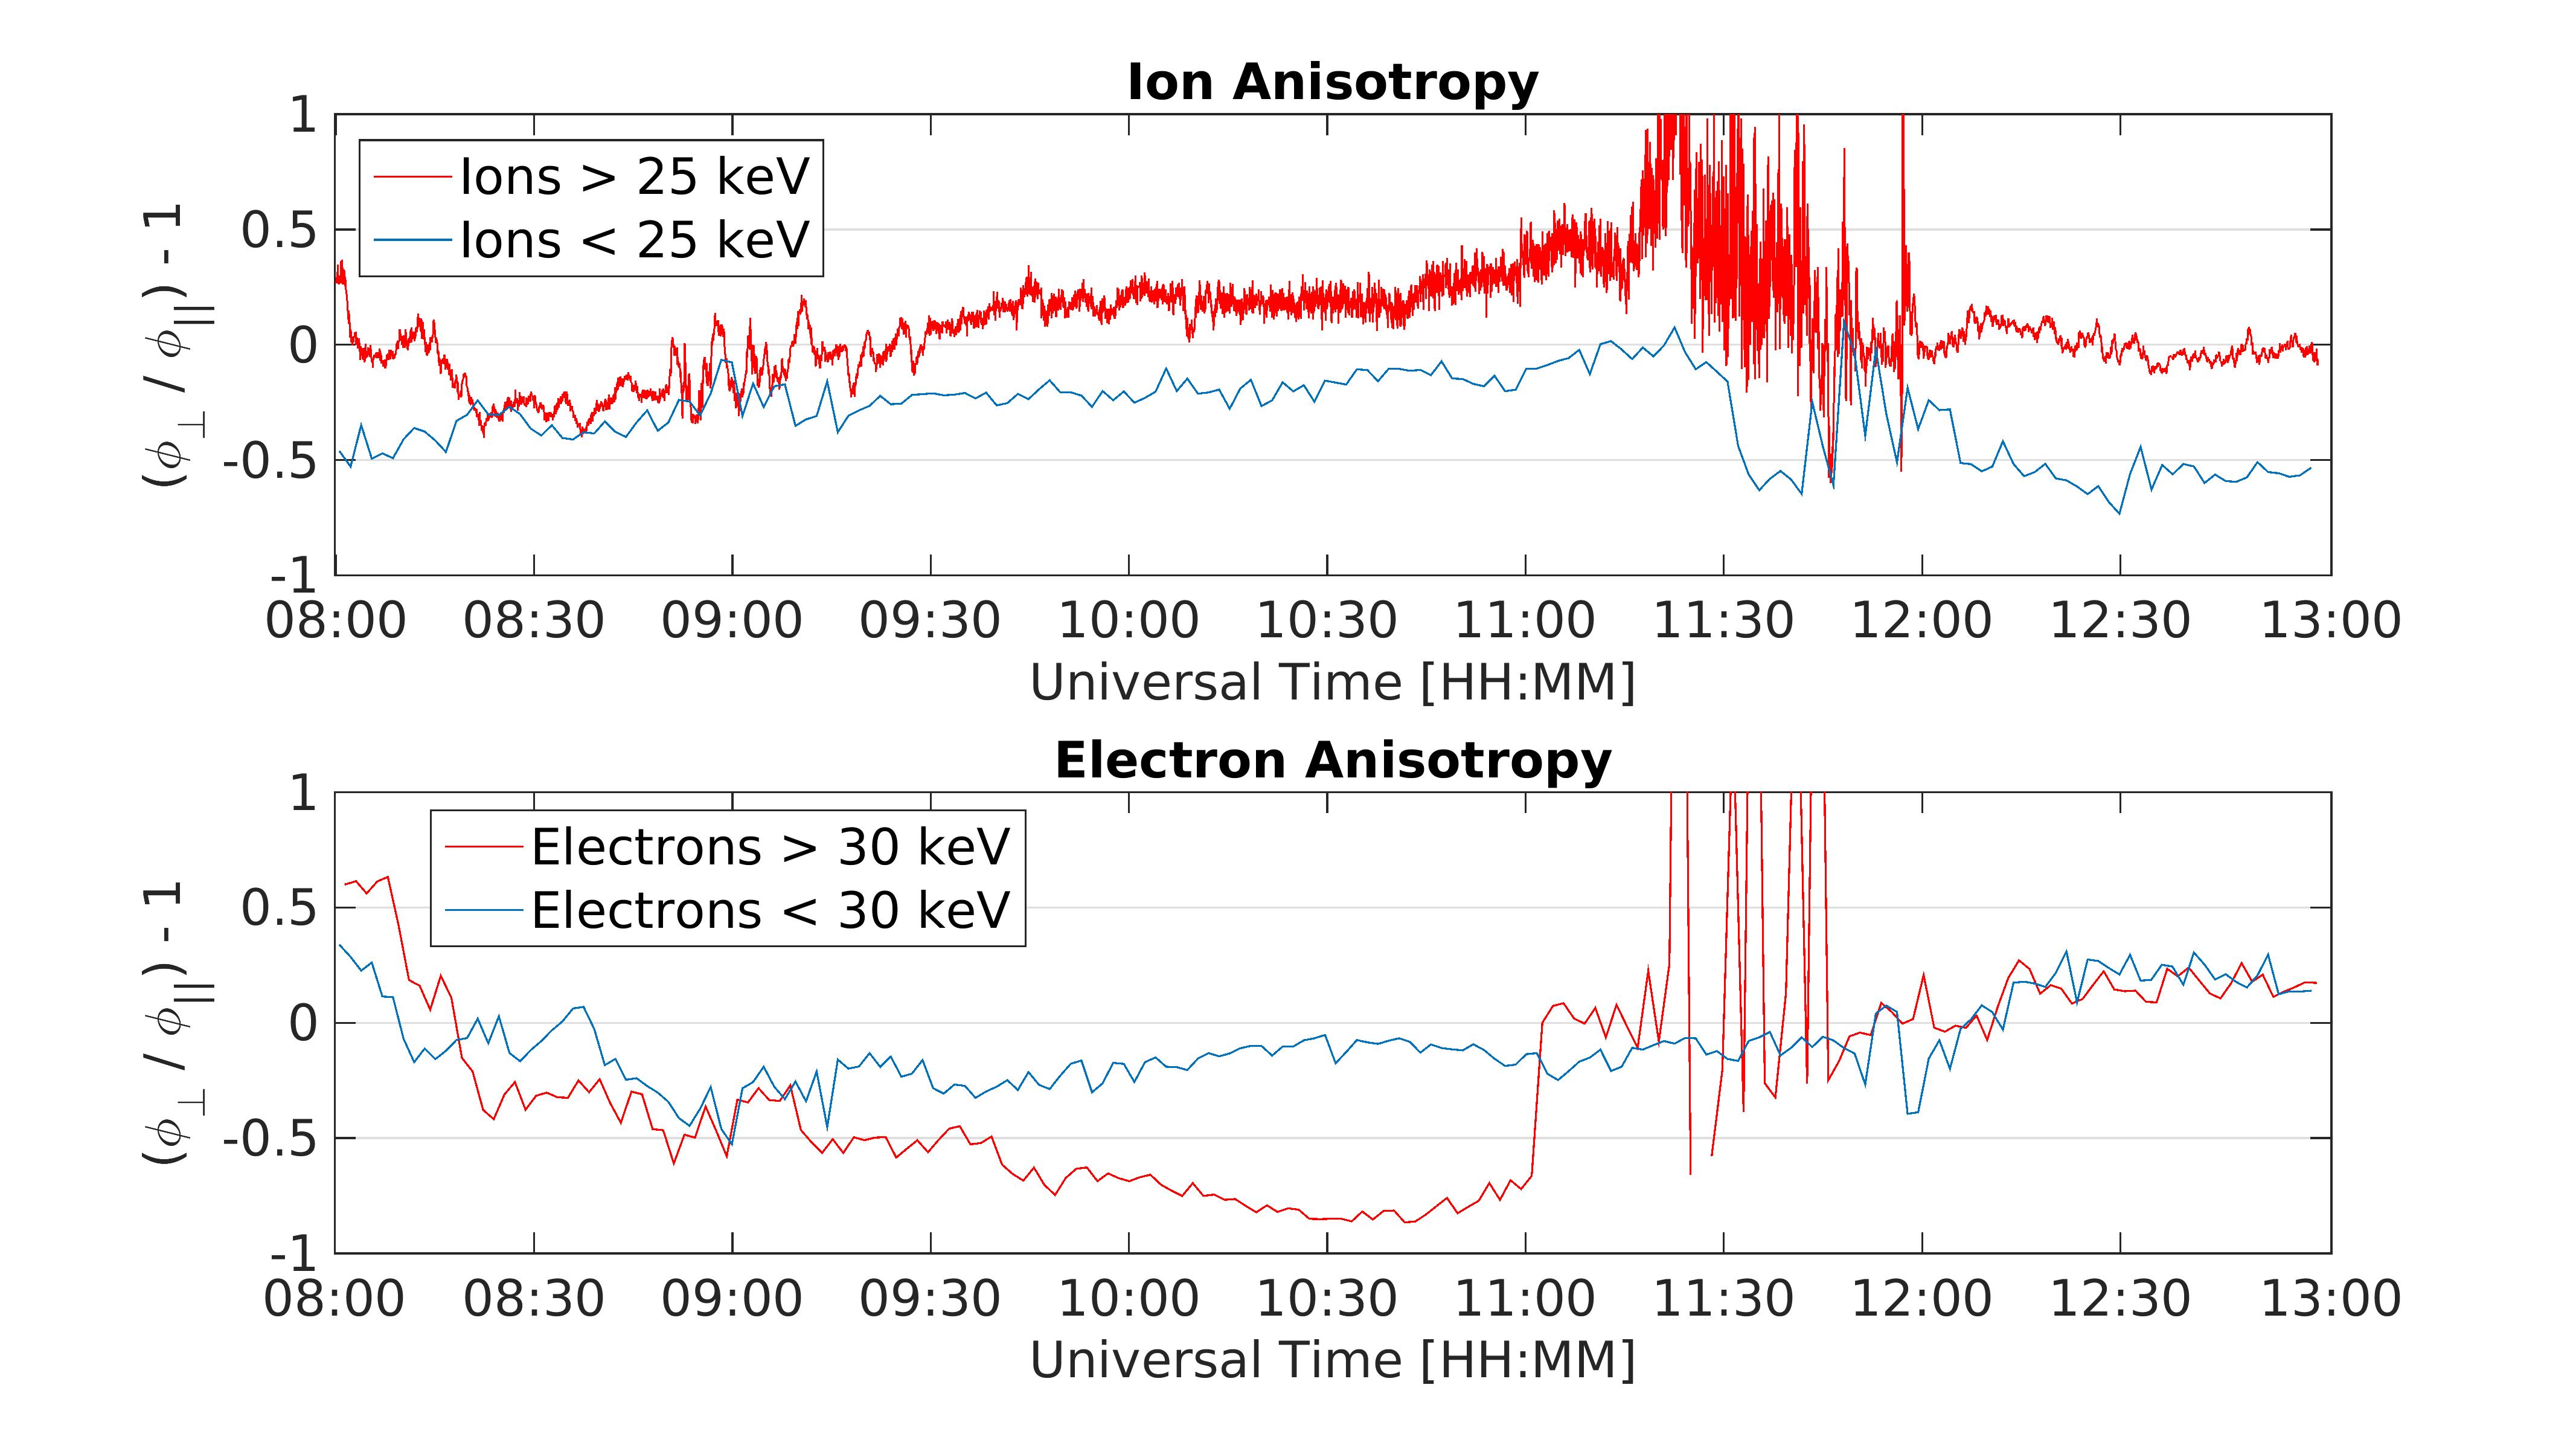 Ion Anisotropy
(ϕ⊥ / ϕ||) - 1
1
0.5
0
-0.5
-1
Ions > 25 keV
Ions < 25 keV
08:00 08:30 09:00 09:30 10:00 10:30 11:00 11:30 12:00 12:30 13:00
Universal Time [HH:MM]
Electron Anisotropy
(ϕ⊥ / ϕ||) - 1
1
0.5
0
-0.5
-1
Electrons > 30 keV
Electrons < 30 keV
08:00 08:30 09:00 09:30 10:00 10:30 11:00 11:30 12:00 12:30 13:00
Universal Time [HH:MM]